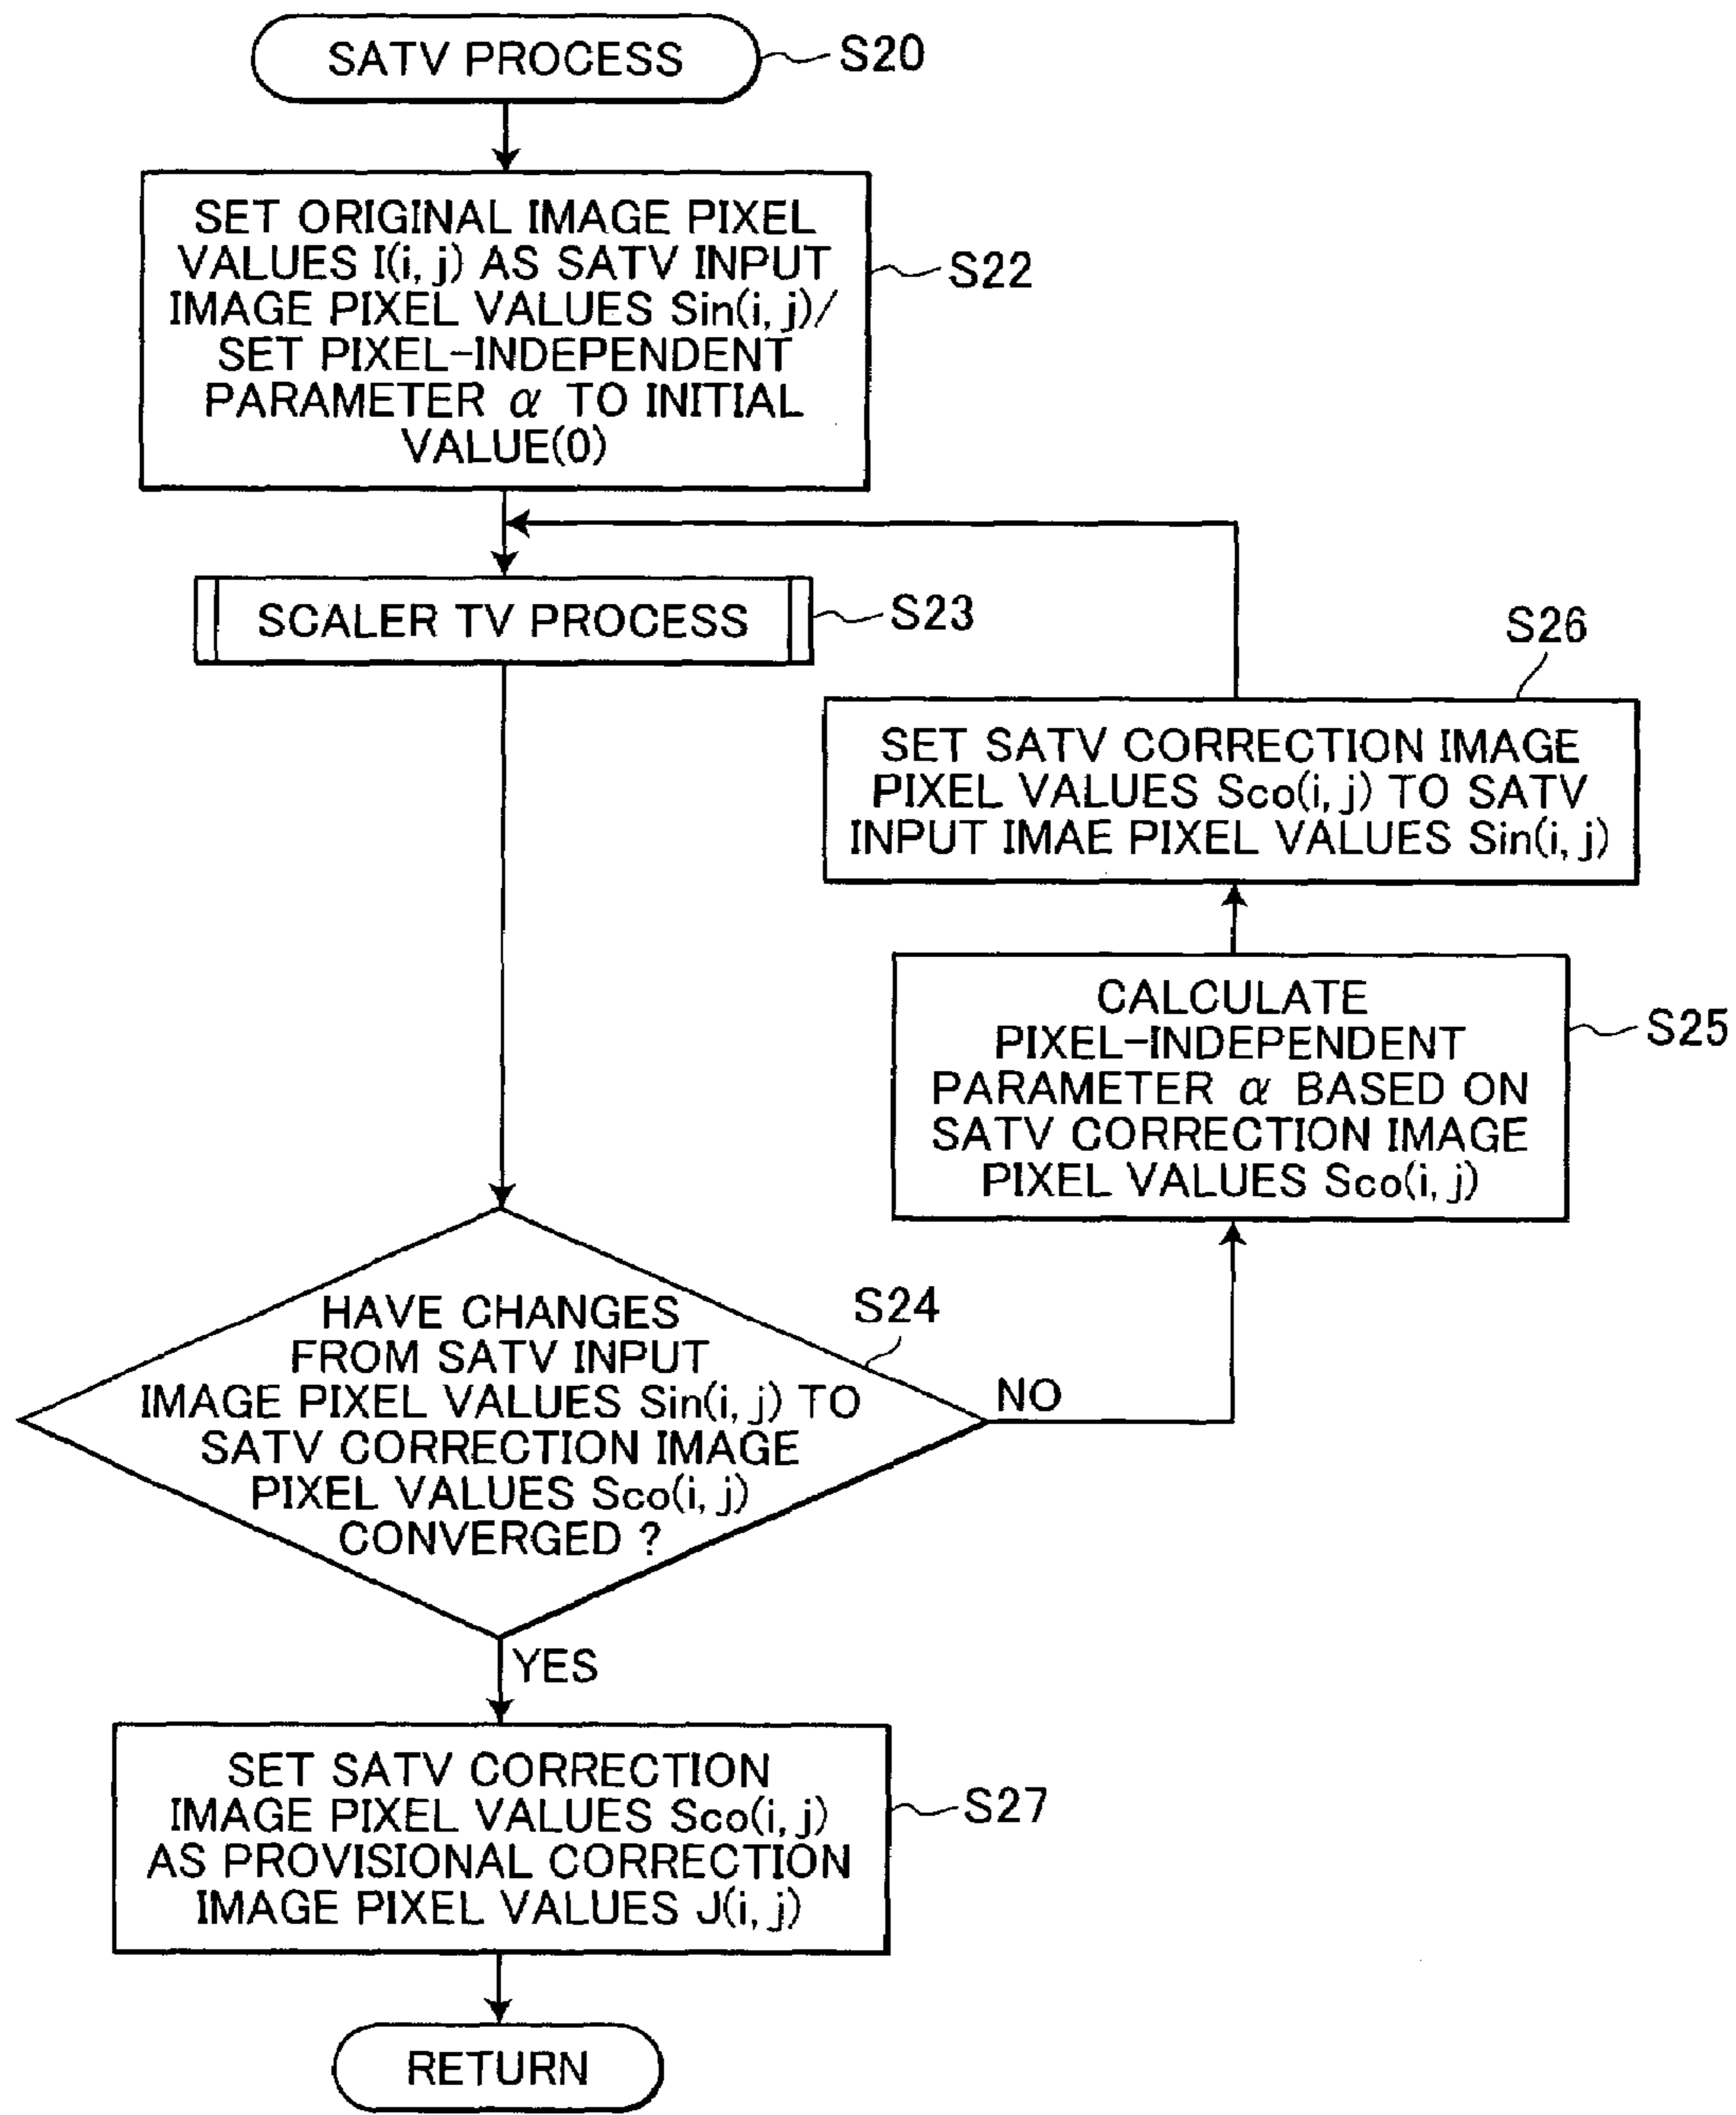 SATV PROCESS
S20
SET ORIGINAL IMAGE PIXEL
VALUES I(i, j) AS SATV INPUT
IMAGE PIXEL VALUES Sin(i, j)/
SET PIXEL-INDEPENDENT
PARAMETER α TO INITIAL
VALUE(0)
S22
SCALER TV PROCESS
S23
S26
SET SATV CORRECTION IMAGE
PIXEL VALUES Sco(i, j) TO SATV
INPUT IMAE PIXEL VALUES Sin(i, j)
CALCULATE
PIXEL-INDEPENDENT
PARAMETER α BASED ON
SATV CORRECTION IMAGE
PIXEL VALUES Sco(i, j)
S25
S24
HAVE CHANGES
FROM SATV INPUT
IMAGE PIXEL VALUES Sin(i, j) TO
SATV CORRECTION IMAGE
PIXEL VALUES Sco(i, j)
CONVERGED ?
NO
YES
SET SATV CORRECTION
IMAGE PIXEL VALUES Sco(i, j)
AS PROVISIONAL CORRECTION
IMAGE PIXEL VALUES J(i, j)
S27
RETURN